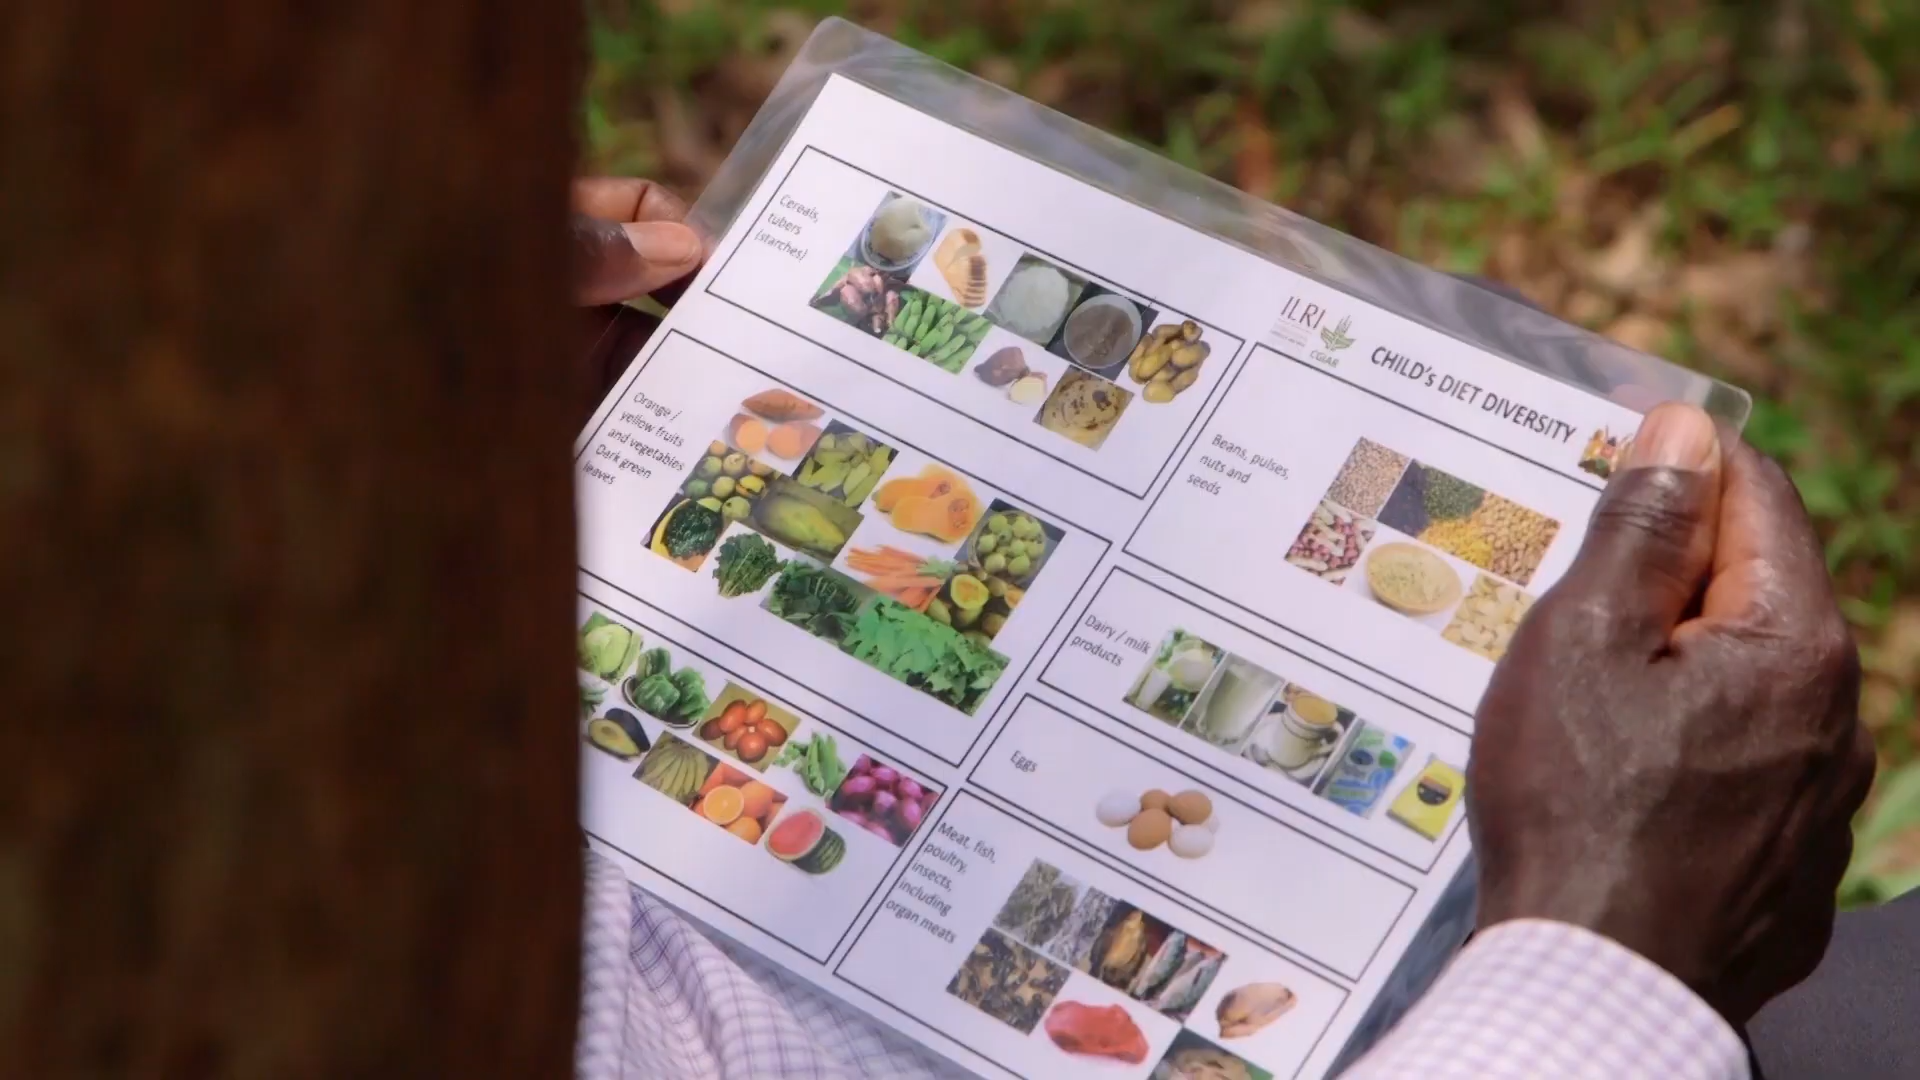 ILRI
CGIAR
CHILD's DIET DIVERSITY
Cereals,
tubers
(starches)
Orange /
yellow fruits
and vegetables
Dark green
leaves
Beans, pulses,
nuts and
seeds
Dairy / milk
products
Eggs
Meat, fish,
poultry,
insects,
including
organ meats